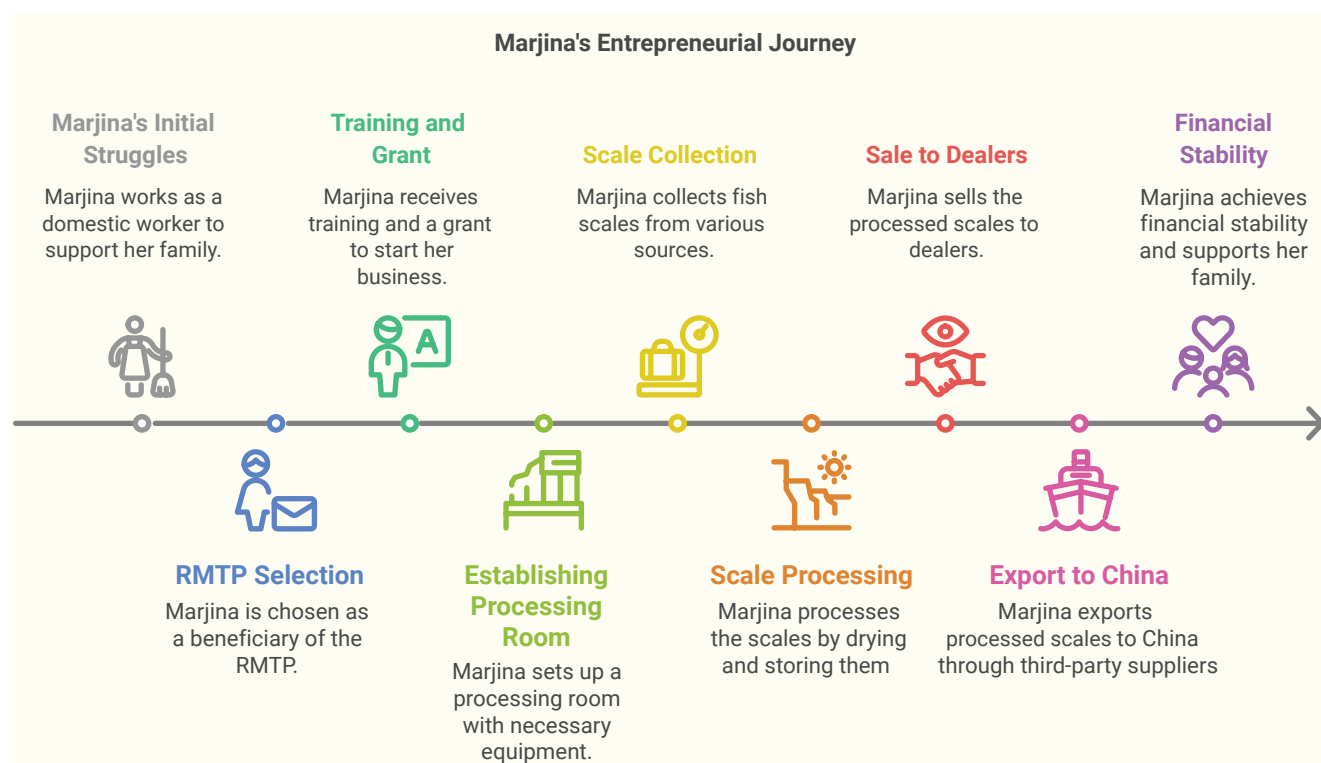 Marjina's Entrepreneurial Journey
Marjina's Initial
Struggles
Marjina works as a
domestic worker to
support her family.
RMTP Selection
Marjina is chosen as
a beneficiary of the
RMTP.
Training and
Grant
Marjina receives
training and a grant
to start her
business.
A
Establishing
Processing
Room
Marjina sets up a
processing room
with necessary
equipment.
Scale Collection
Marjina collects fish
scales from various
sources.
Scale Processing
Marjina processes
the scales by drying
and storing them
Sale to Dealers
Marjina sells the
processed scales to
dealers.
Export to China
Marjina exports
processed scales to China
through third-party suppliers
Financial
Stability
Marjina achieves
financial stability
and supports her
family.